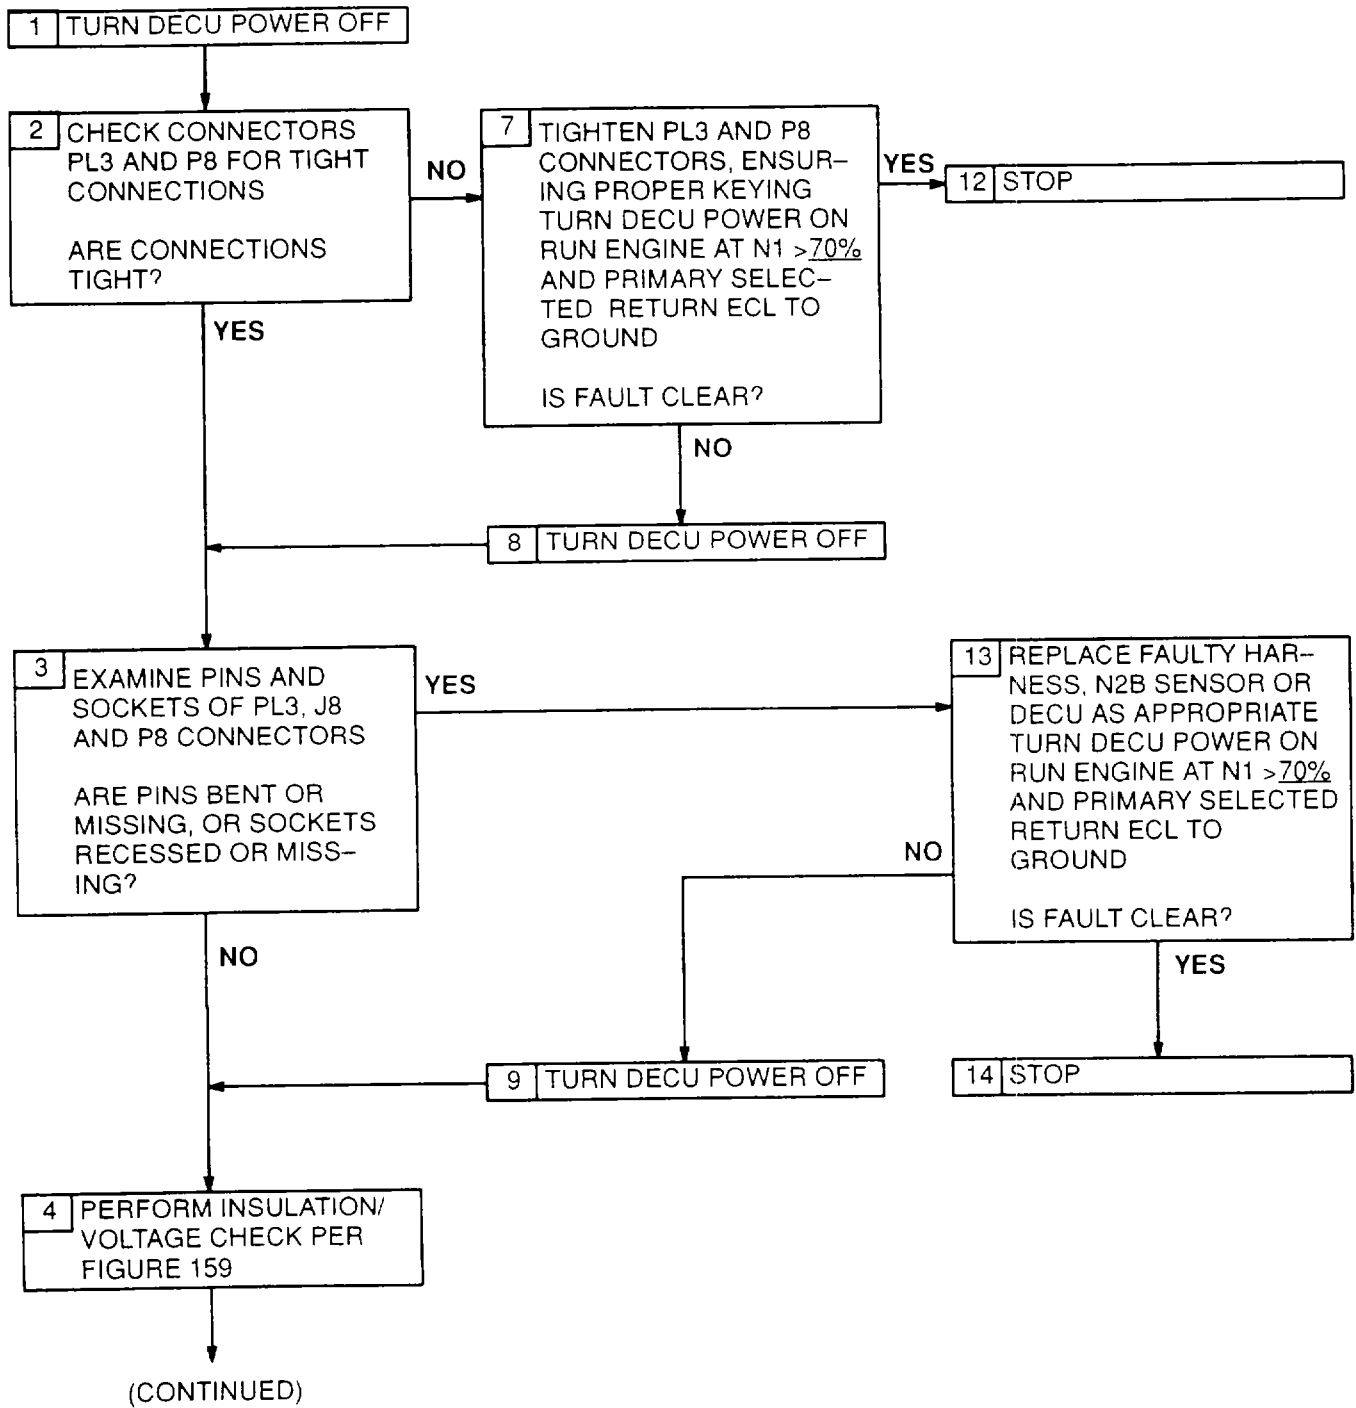 1 TURN DECU POWER OFF
2 CHECK CONNECTORS
PL3 AND P8 FOR TIGHT
CONNECTIONS
ARE CONNECTIONS
TIGHT?
NO
YES
7 TIGHTEN PL3 AND P8
CONNECTORS, ENSUR–
ING PROPER KEYING
TURN DECU POWER ON
RUN ENGINE AT N1 >70%
AND PRIMARY SELEC–
TED RETURN ECL TO
GROUND
IS FAULT CLEAR?
YES
12 STOP
NO
8 TURN DECU POWER OFF
3 EXAMINE PINS AND
SOCKETS OF PL3, J8
AND P8 CONNECTORS
ARE PINS BENT OR
MISSING, OR SOCKETS
RECESSED OR MISS–
ING?
YES
13 REPLACE FAULTY HAR–
NESS, N2B SENSOR OR
DECU AS APPROPRIATE
TURN DECU POWER ON
RUN ENGINE AT N1 >70%
AND PRIMARY SELECTED
RETURN ECL TO
GROUND
IS FAULT CLEAR?
NO
YES
NO
9 TURN DECU POWER OFF
14 STOP
4 PERFORM INSULATION/
VOLTAGE CHECK PER
FIGURE 159
(CONTINUED)